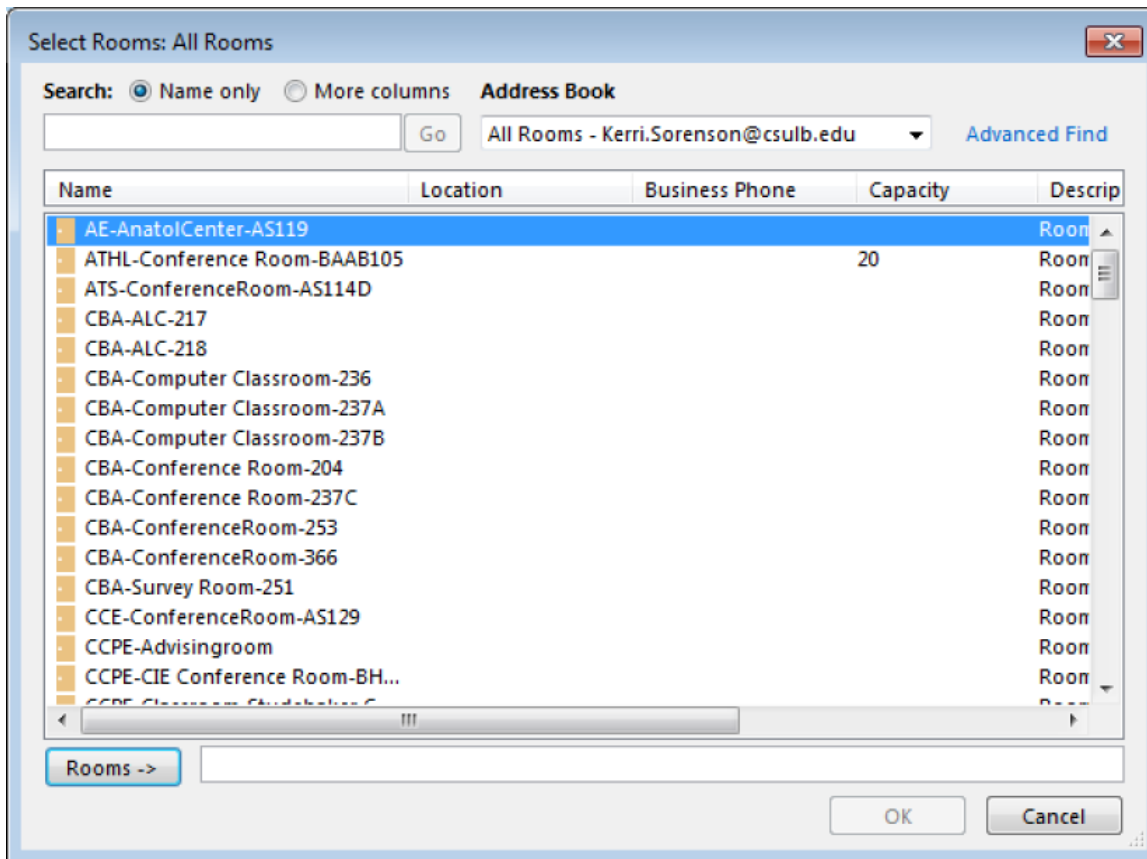 Select Rooms: All Rooms
Search: Name only More columns Address Book
Go All Rooms - Kerri.Sorenson@csulb.edu Advanced Find
Name Location Business Phone Capacity Descrip
AE-AnatolCenter-AS119 Room
ATHL-Conference Room-BAAB105 20 Room
ATS-ConferenceRoom-AS114D Room
CBA-ALC-217 Room
CBA-ALC-218 Room
CBA-Computer Classroom-236 Room
CBA-Computer Classroom-237A Room
CBA-Computer Classroom-237B Room
CBA-Conference Room-204 Room
CBA-Conference Room-237C Room
CBA-ConferenceRoom-253 Room
CBA-ConferenceRoom-366 Room
CBA-Survey Room-251 Room
CCE-ConferenceRoom-AS129 Room
CCPE-Advisingroom Room
CCPE-CIE Conference Room-BH... Room
Rooms ->
OK Cancel